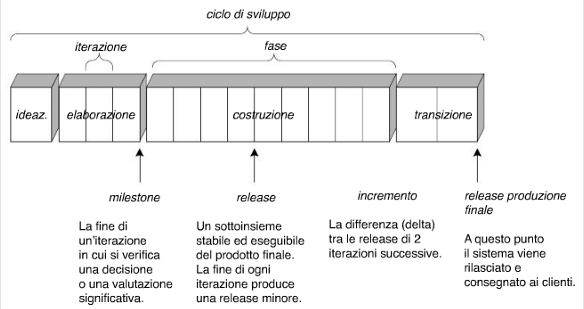 ciclo di sviluppo
iterazione
fase
ideaz.
elaborazione
costruzione
transizione
milestone
La fine di
un'iterazione
in cui si verifica
una decisione
o una valutazione
significativa.
release
Un sottoinsieme
stabile ed eseguibile
del prodotto finale.
La fine di ogni
iterazione produce
una release minore.
incremento
La differenza (delta)
tra le release di 2
iterazioni successive.
release produzione
finale
A questo punto
il sistema viene
rilasciato e
consegnato ai clienti.